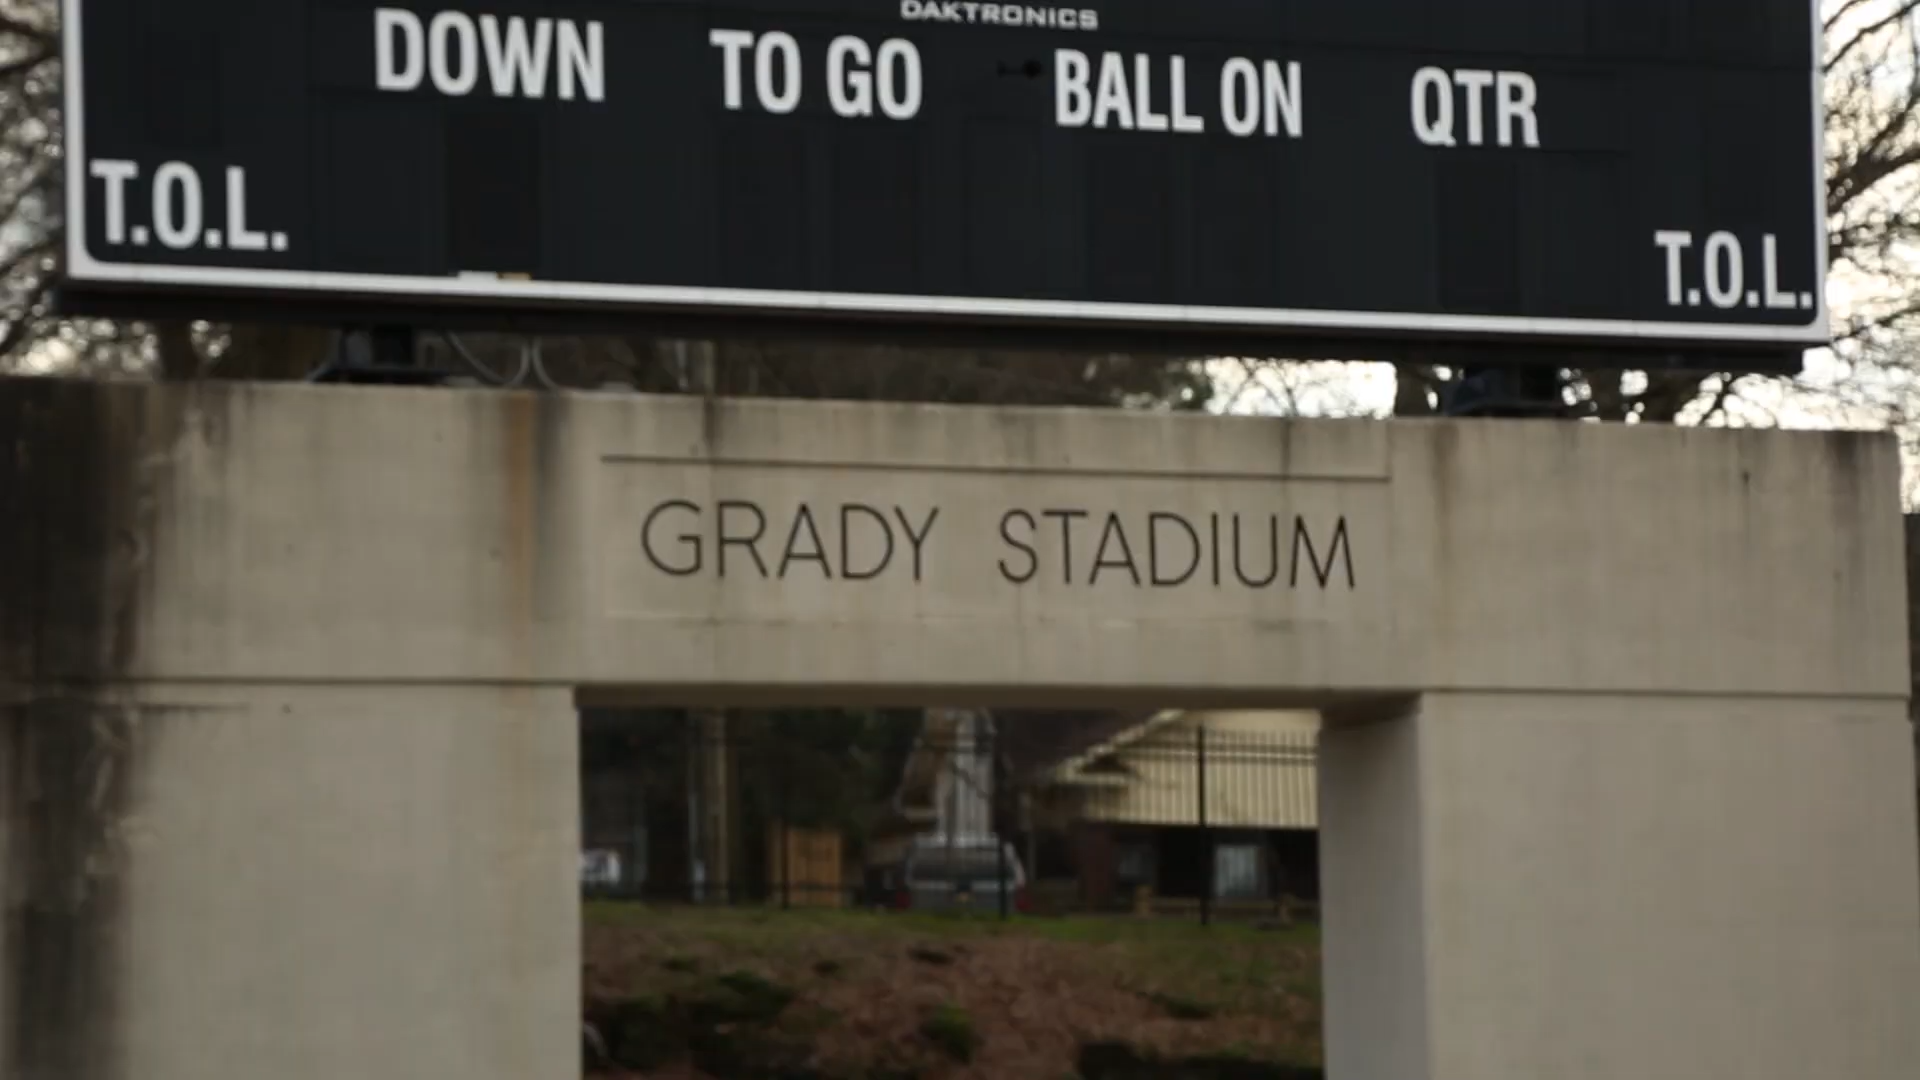 DAKTRONICS
DOWN TO GO BALL ON QTR
T.O.L. T.O.L.
GRADY STADIUM